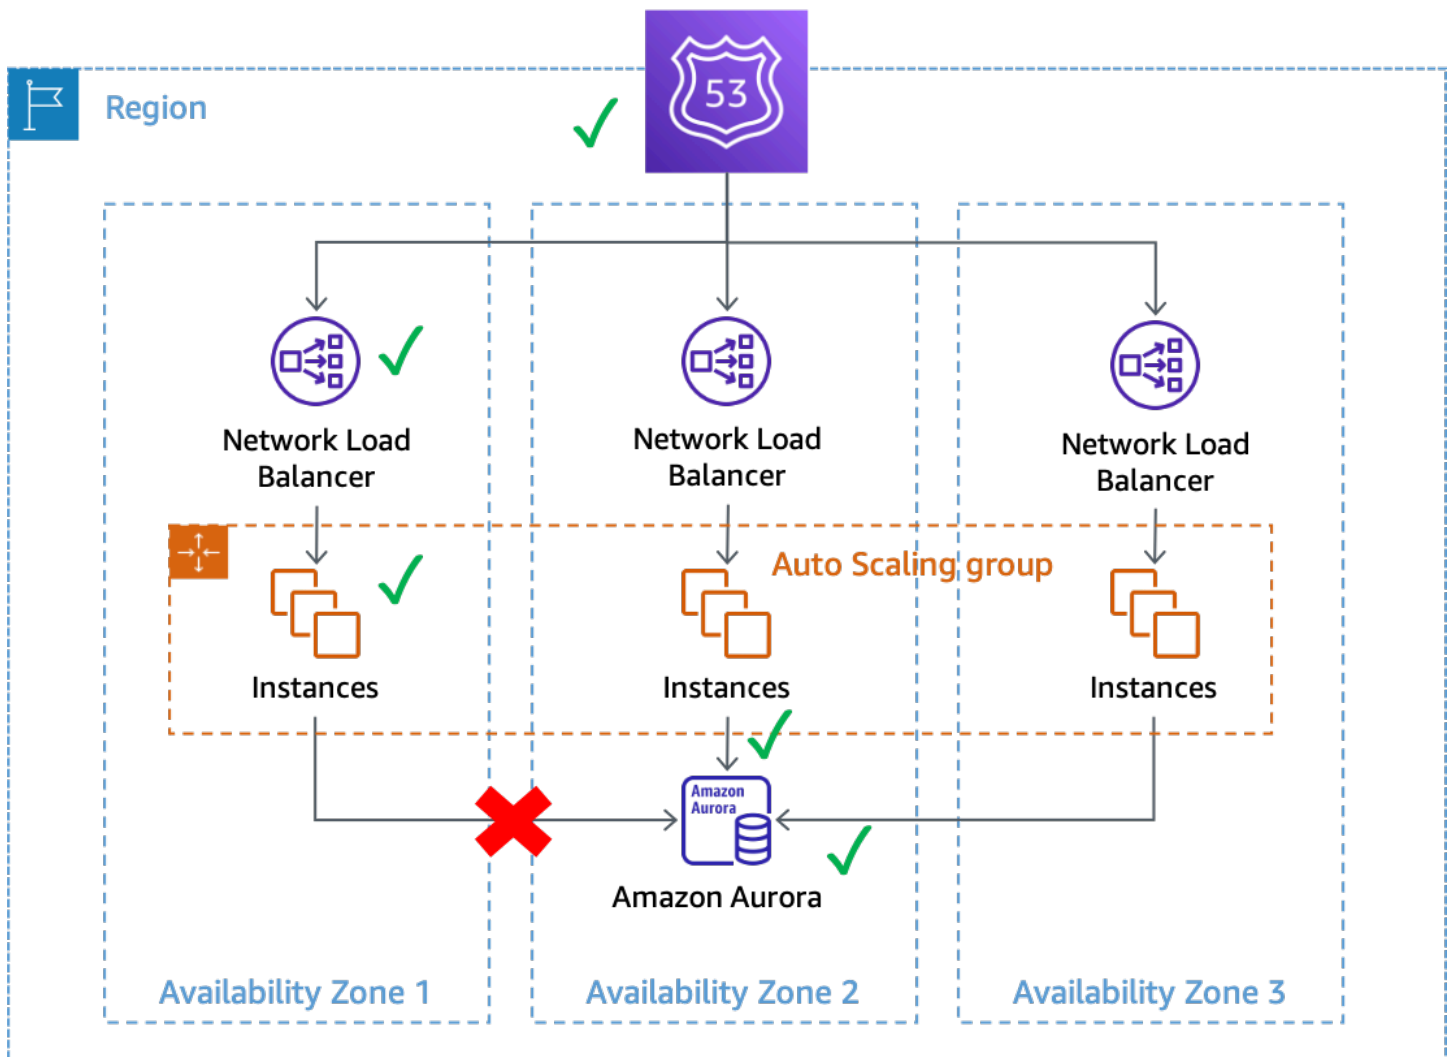 53
Region
Network Load
Balancer
Network Load
Balancer
Network Load
Balancer
Auto Scaling group
Instances
Instances
Instances
Amazon
Aurora
Amazon Aurora
Availability Zone 1
Availability Zone 2
Availability Zone 3